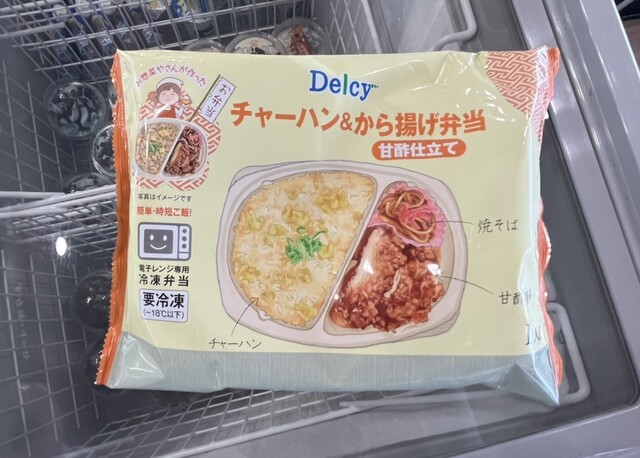 Delcy
お惣菜やさんが作った
お弁当
チャーハン&から揚げ弁当
甘酢仕立て
写真はイメージです
簡単・時短ご飯!
電子レンジ専用
冷凍弁当
要冷凍
(-18℃以下)
焼そば
甘酢
チャーハン